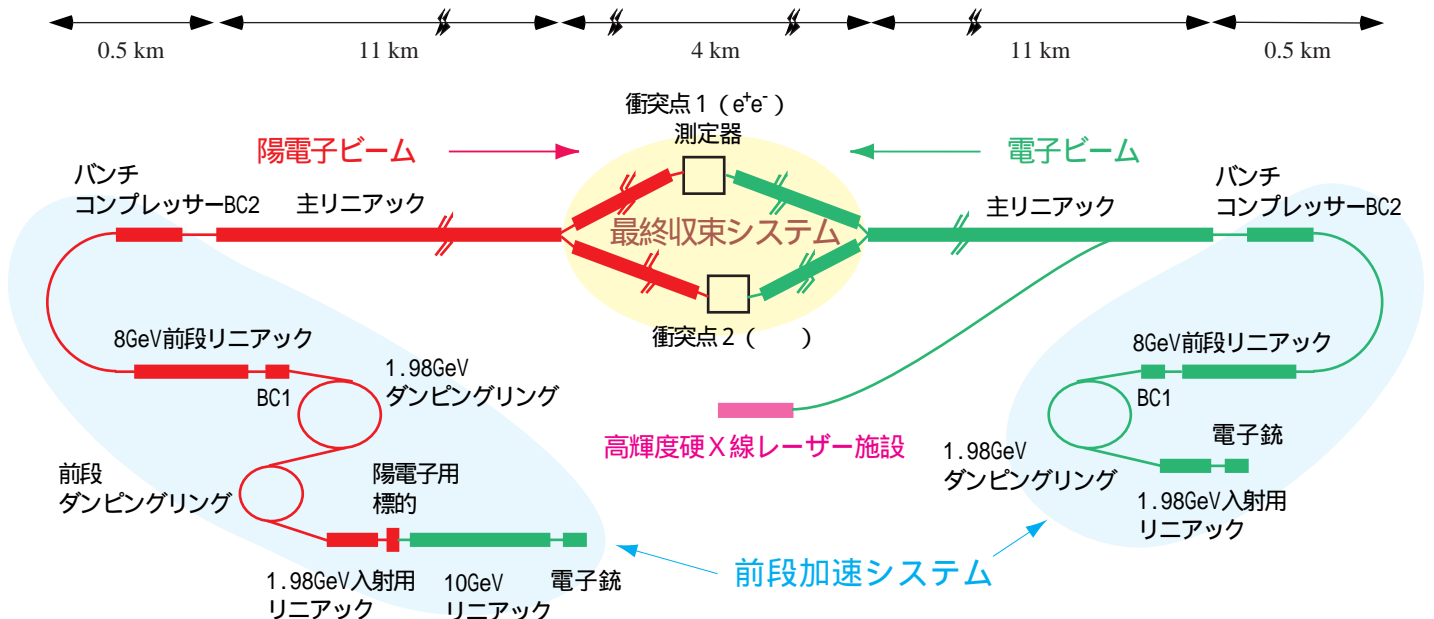 0.5 km
11 km
4 km
11 km
0.5 km
衝突点1（e⁺e⁻）
測定器
陽電子ビーム
電子ビーム
バンチ
コンプレッサーBC2
主リニアック
最終収束システム
主リニアック
バンチ
コンプレッサーBC2
衝突点2（　　）
8GeV前段リニアック
BC1
1.98GeV
ダンピングリング
8GeV前段リニアック
BC1
高輝度硬X線レーザー施設
1.98GeV
ダンピングリング
電子銃
1.98GeV入射用
リニアック
前段
ダンピングリング
陽電子用
標的
1.98GeV入射用
リニアック
10GeV
リニアック
電子銃
前段加速システム